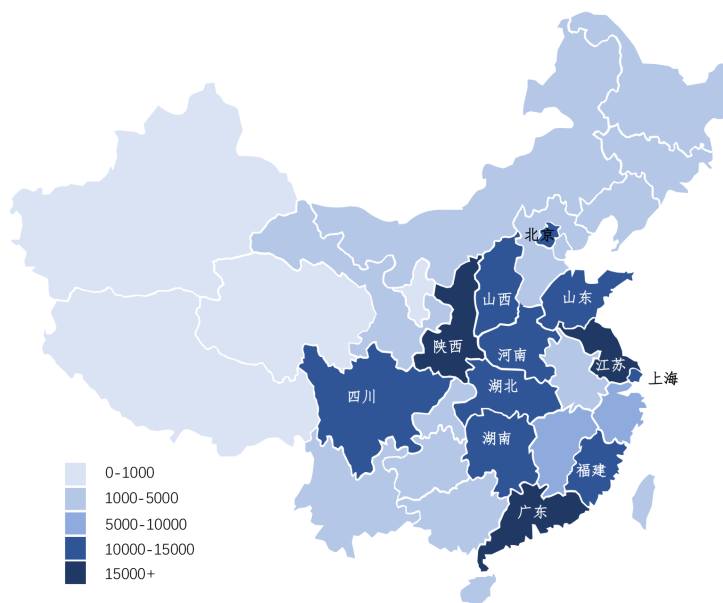 北京
山西
山东
陕西
河南
江苏
上海
湖北
四川
湖南
福建
广东
0-1000
1000-5000
5000-10000
10000-15000
15000+